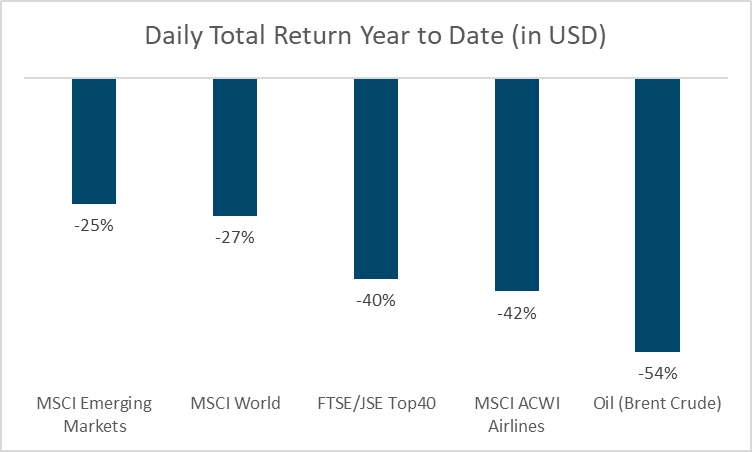 Daily Total Return Year to Date (in USD)
-25%
-27%
-40%
-42%
-54%
MSCI Emerging
Markets
MSCI World
FTSE/JSE Top40
MSCI ACWI
Airlines
Oil (Brent Crude)